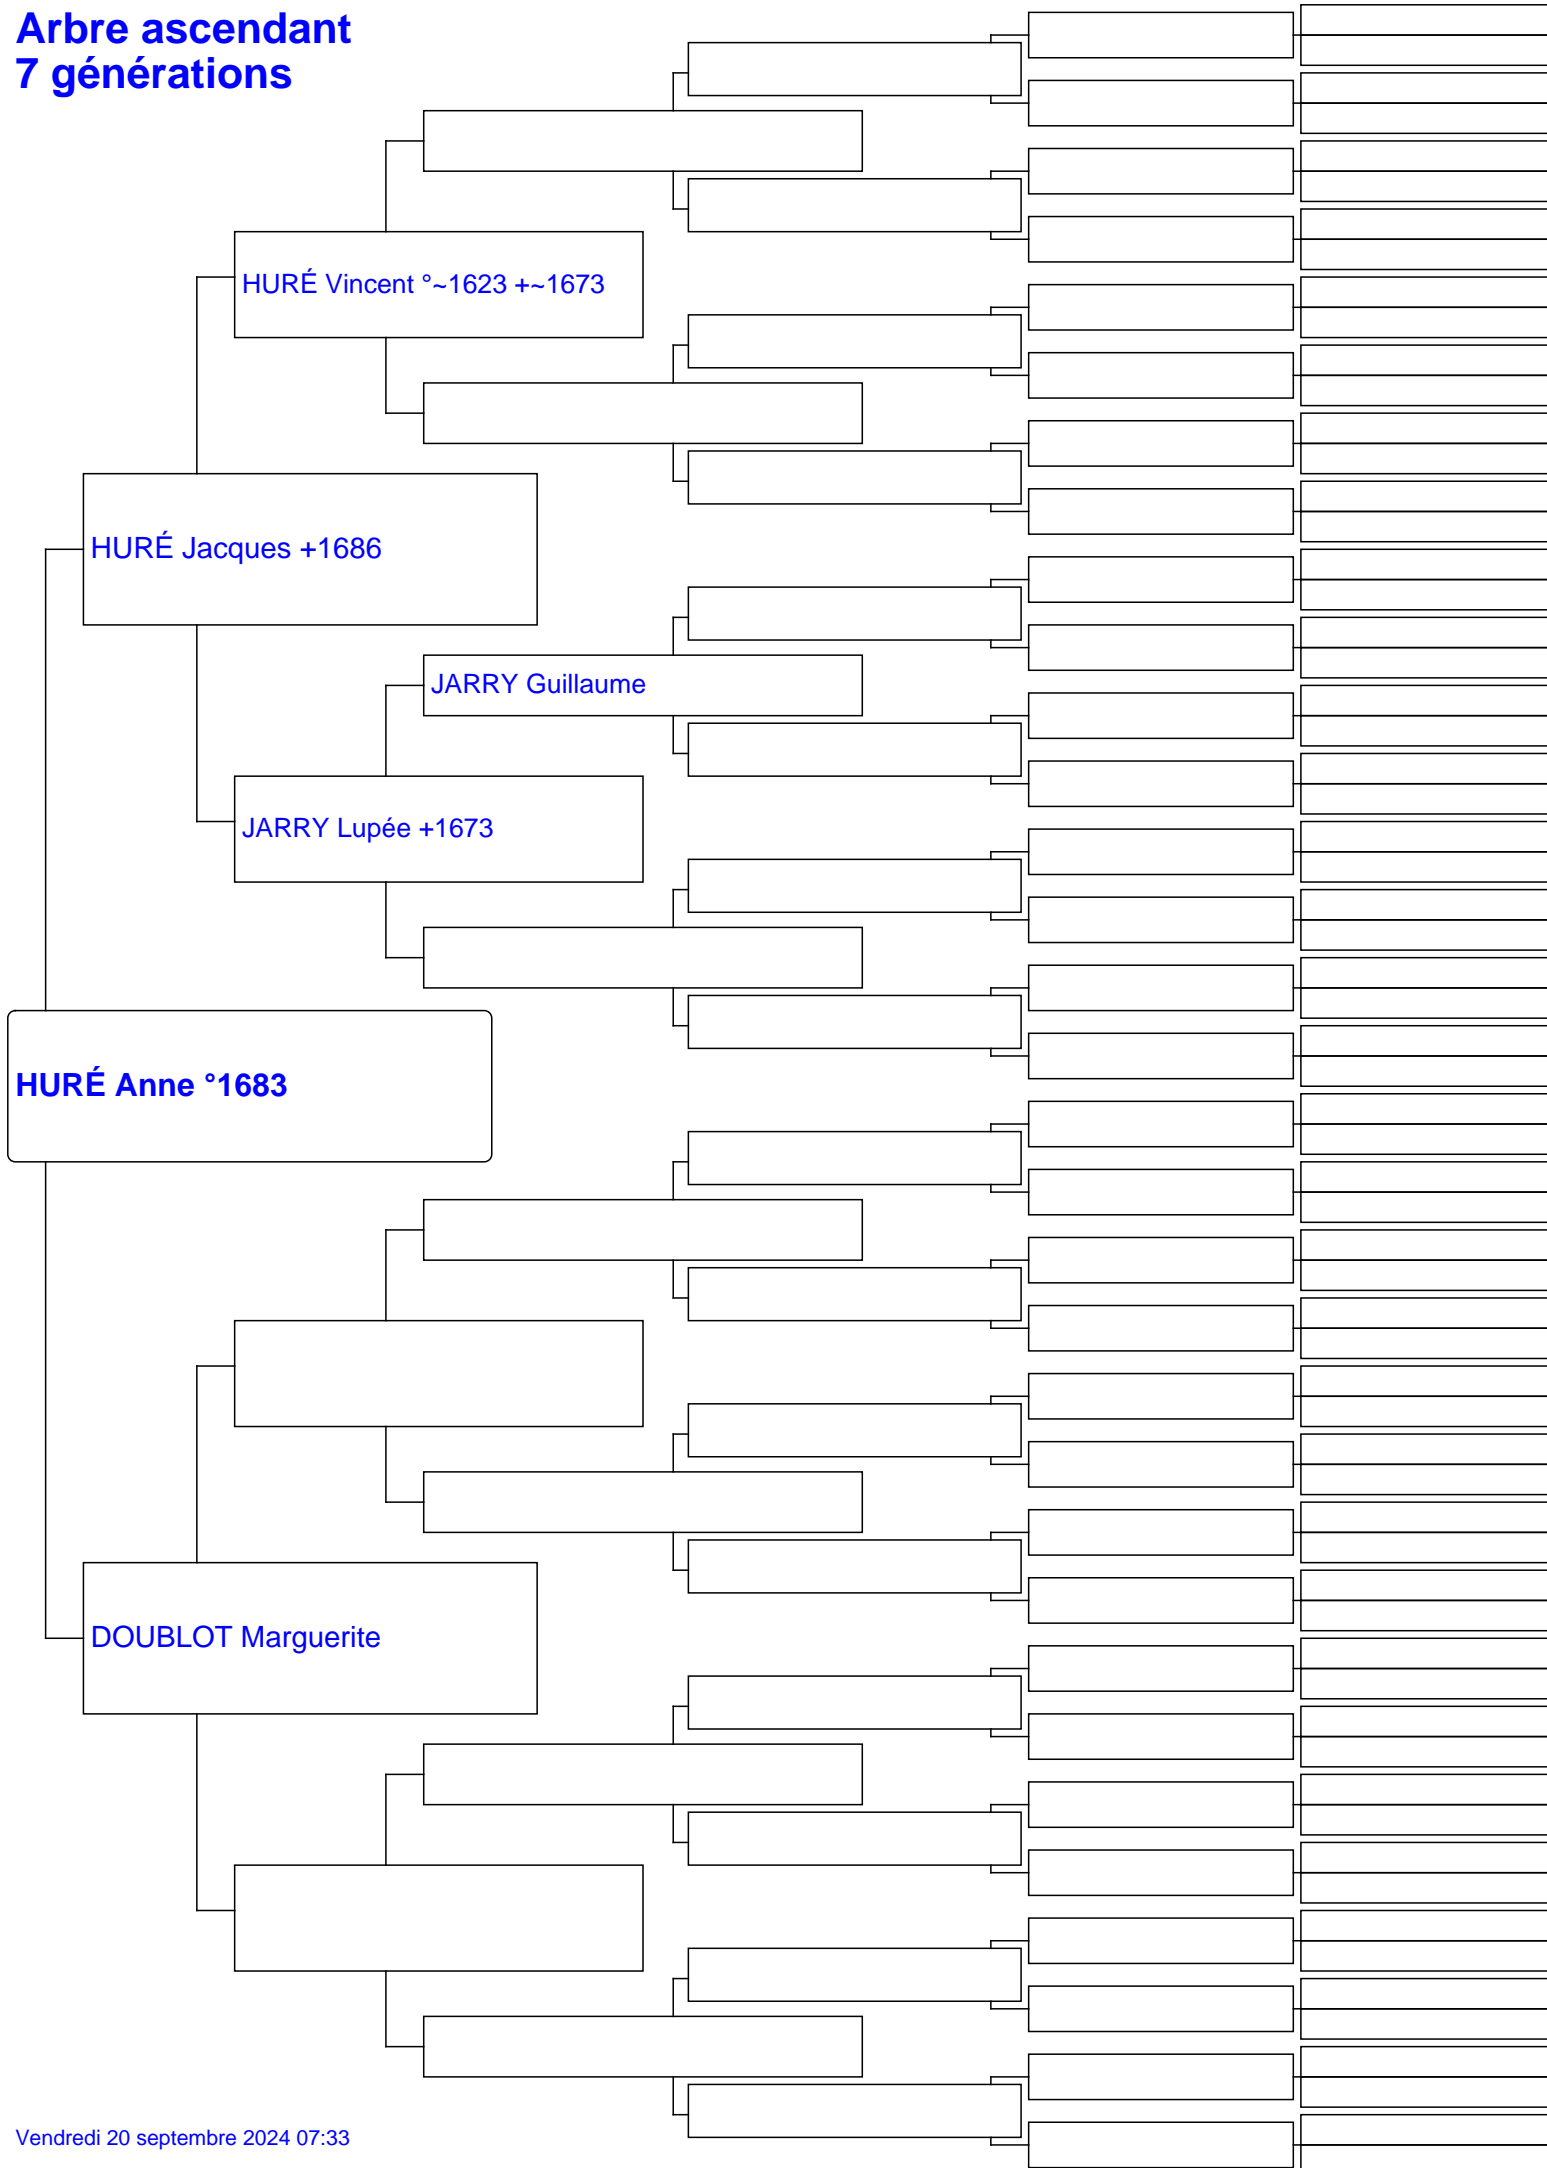 Arbre ascendant
7 générations
HURÉ Vincent °~1623 +~1673
HURÉ Jacques +1686
JARRY Guillaume
JARRY Lupée +1673
HURÉ Anne °1683
DOUBLOT Marguerite
Vendredi 20 septembre 2024 07:33